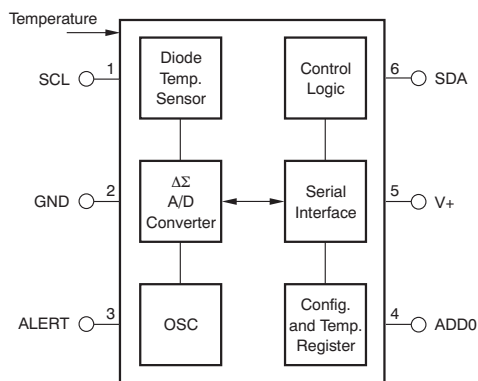 Temperature
SCL
1
Diode
Temp.
Sensor
Control
Logic
6
SDA
GND
2
ΔΣ
A/D
Converter
Serial
Interface
5
V+
ALERT
3
OSC
Config.
and Temp.
Register
4
ADD0